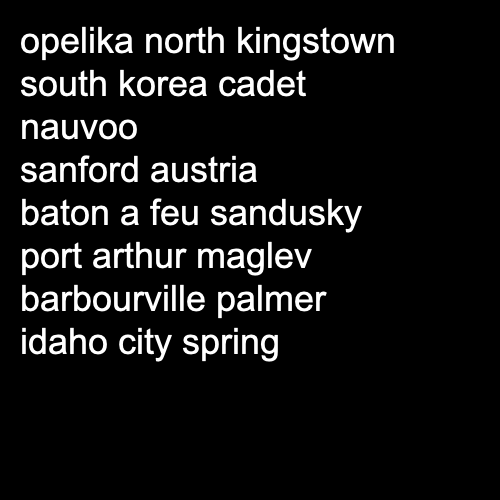 opelika north kingstown
south korea cadet
nauvoo
sanford austria
baton a feu sandusky
port arthur maglev
barbourville palmer
idaho city spring